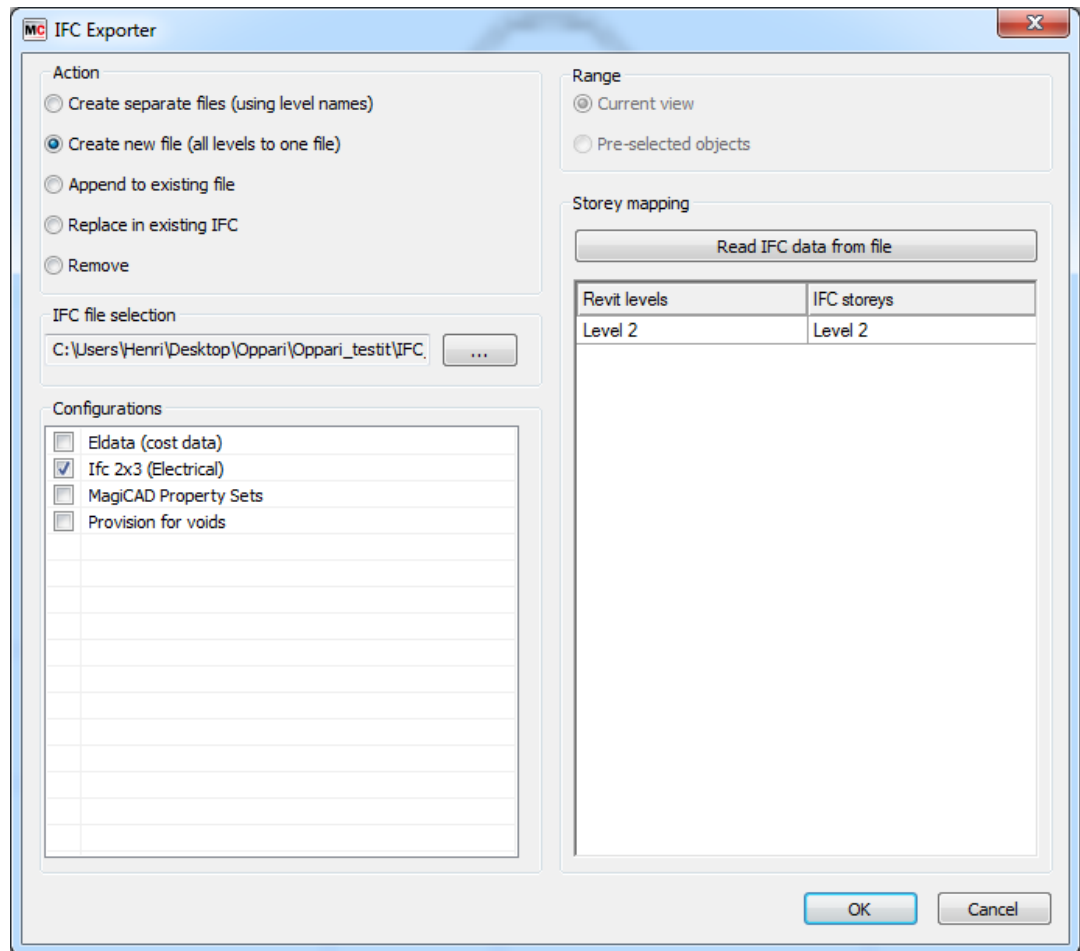 MC IFC Exporter
Action
Create separate files (using level names)
Create new file (all levels to one file)
Append to existing file
Replace in existing IFC
Remove
IFC file selection
C:\Users\Henri\Desktop\Oppari\Oppari_testit\IFC_
...
Configurations
Eldata (cost data)
Ifc 2x3 (Electrical)
MagiCAD Property Sets
Provision for voids
Range
Current view
Pre-selected objects
Storey mapping
Read IFC data from file
Revit levels IFC storeys
Level 2 Level 2
OK Cancel